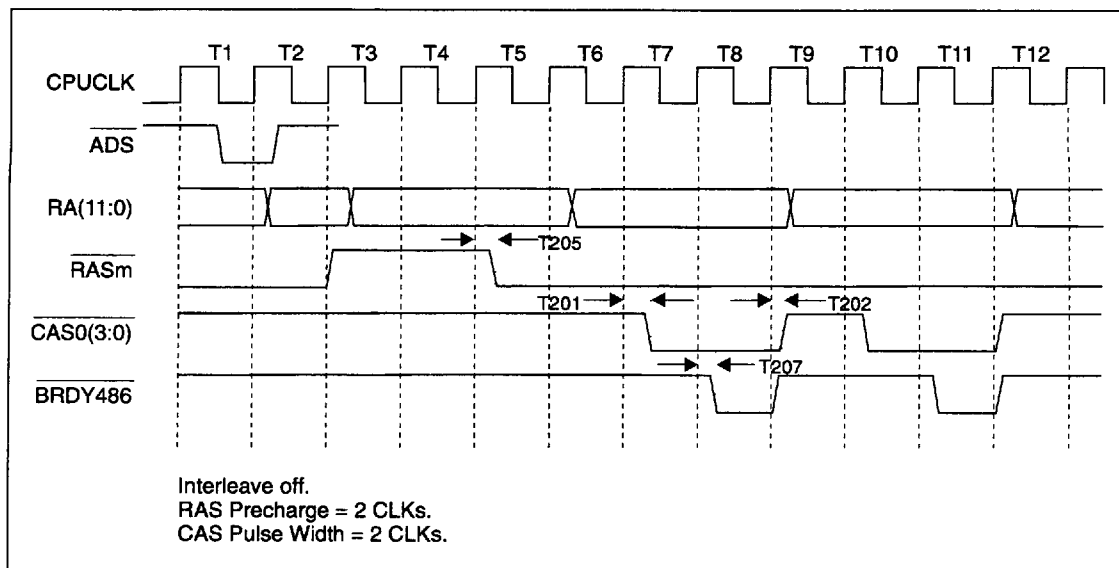 T1 T2 T3 T4 T5 T6 T7 T8 T9 T10 T11 T12
CPUCLK
ADS
RA(11:0)
T205
RASm
T201 T202
CAS0(3:0)
T207
BRDY486
Interleave off.
RAS Precharge = 2 CLKs.
CAS Pulse Width = 2 CLKs.